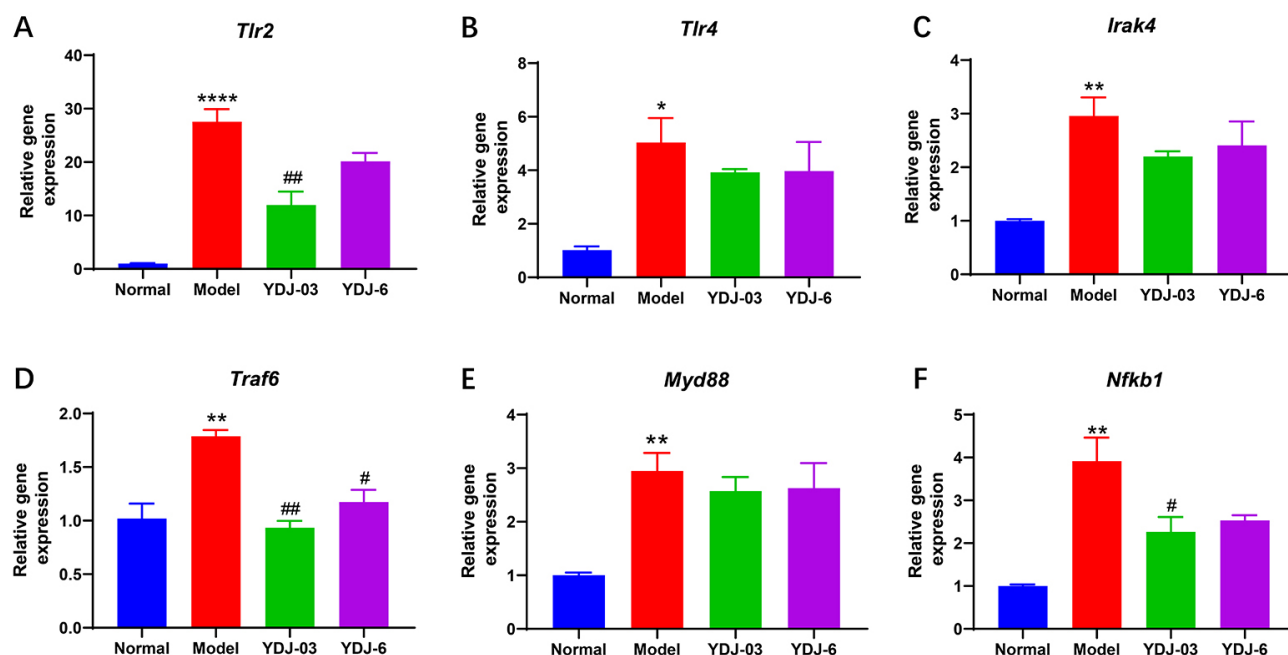 A
Tlr2
Relative gene
expression
40
30
20
10
0
****
##
Normal Model YDJ-03 YDJ-6
B
Tlr4
Relative gene
expression
8
6
4
2
0
*
Normal Model YDJ-03 YDJ-6
C
Irak4
Relative gene
expression
4
3
2
1
0
**
Normal Model YDJ-03 YDJ-6
D
Traf6
Relative gene
expression
2.0
1.5
1.0
0.5
0.0
**
##
#
Normal Model YDJ-03 YDJ-6
E
Myd88
Relative gene
expression
4
3
2
1
0
**
Normal Model YDJ-03 YDJ-6
F
Nfkb1
Relative gene
expression
5
4
3
2
1
0
**
#
Normal Model YDJ-03 YDJ-6